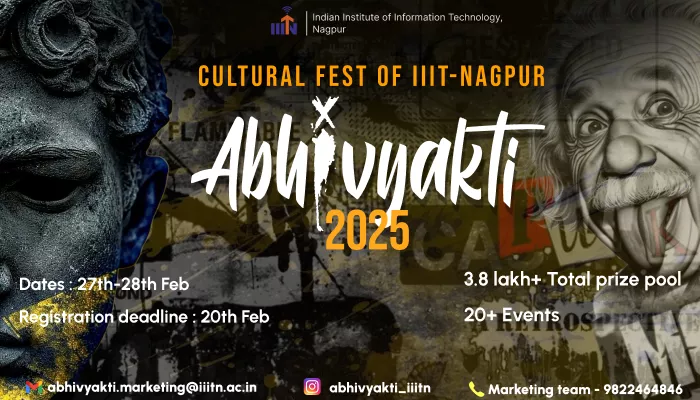 IIITN
Indian Institute of Information Technology,
Nagpur
CULTURAL FEST OF IIIT-NAGPUR
Abhivyakti
2025
Dates : 27th-28th Feb
3.8 lakh+ Total prize pool
Registration deadline : 20th Feb
20+ Events
abhivyakti.marketing@iiitn.ac.in
abhivyakti_iiitn
Marketing team - 9822464846